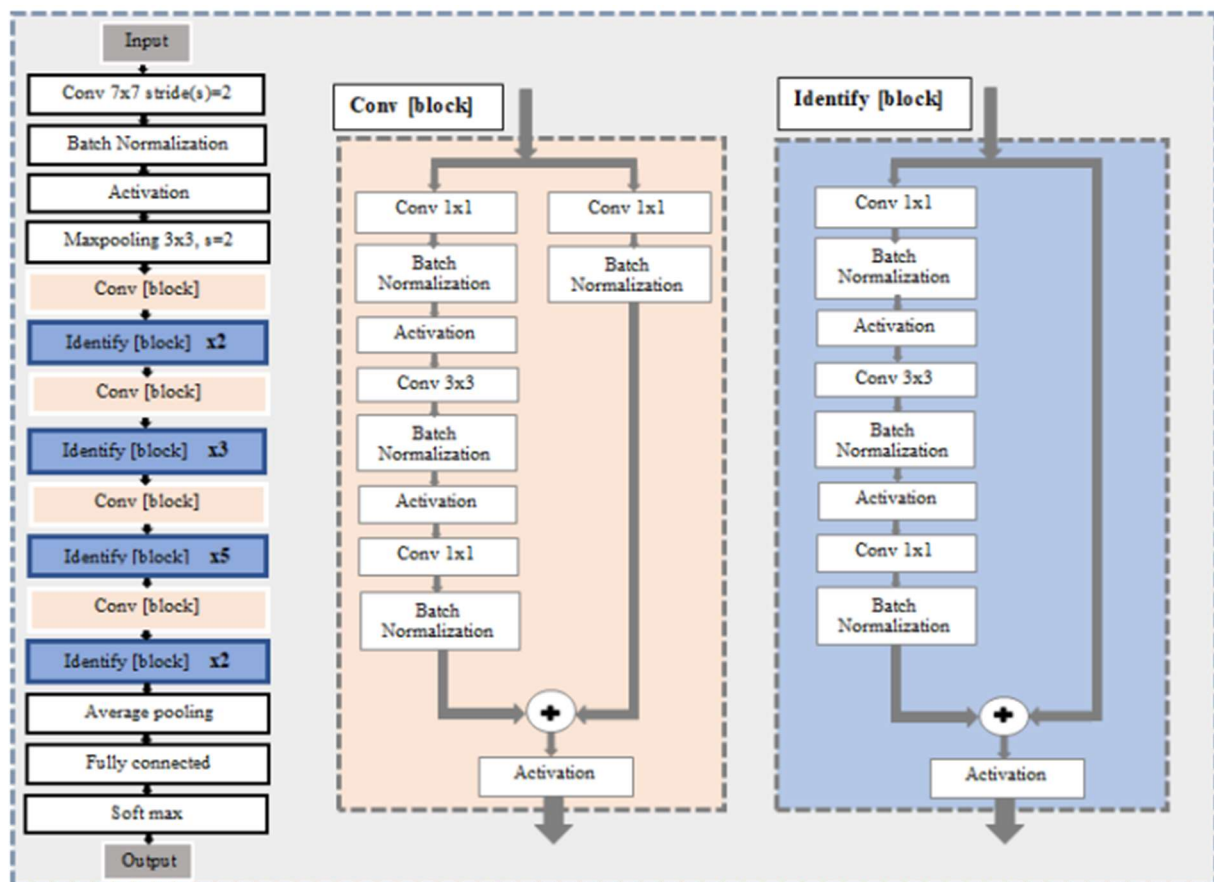 Input
Conv 7x7 stride(s)=2
Batch Normalization
Activation
Maxpooling 3x3, s=2
Conv [block]
Identify [block] x2
Conv [block]
Identify [block] x3
Conv [block]
Identify [block] x5
Conv [block]
Identify [block] x2
Average pooling
Fully connected
Soft max
Output
Conv [block]
Conv 1x1
Batch
Normalization
Activation
Conv 3x3
Batch
Normalization
Activation
Conv 1x1
Batch
Normalization
Conv 1x1
Batch
Normalization
+
Activation
Identify [block]
Conv 1x1
Batch
Normalization
Activation
Conv 3x3
Batch
Normalization
Activation
Conv 1x1
Batch
Normalization
+
Activation